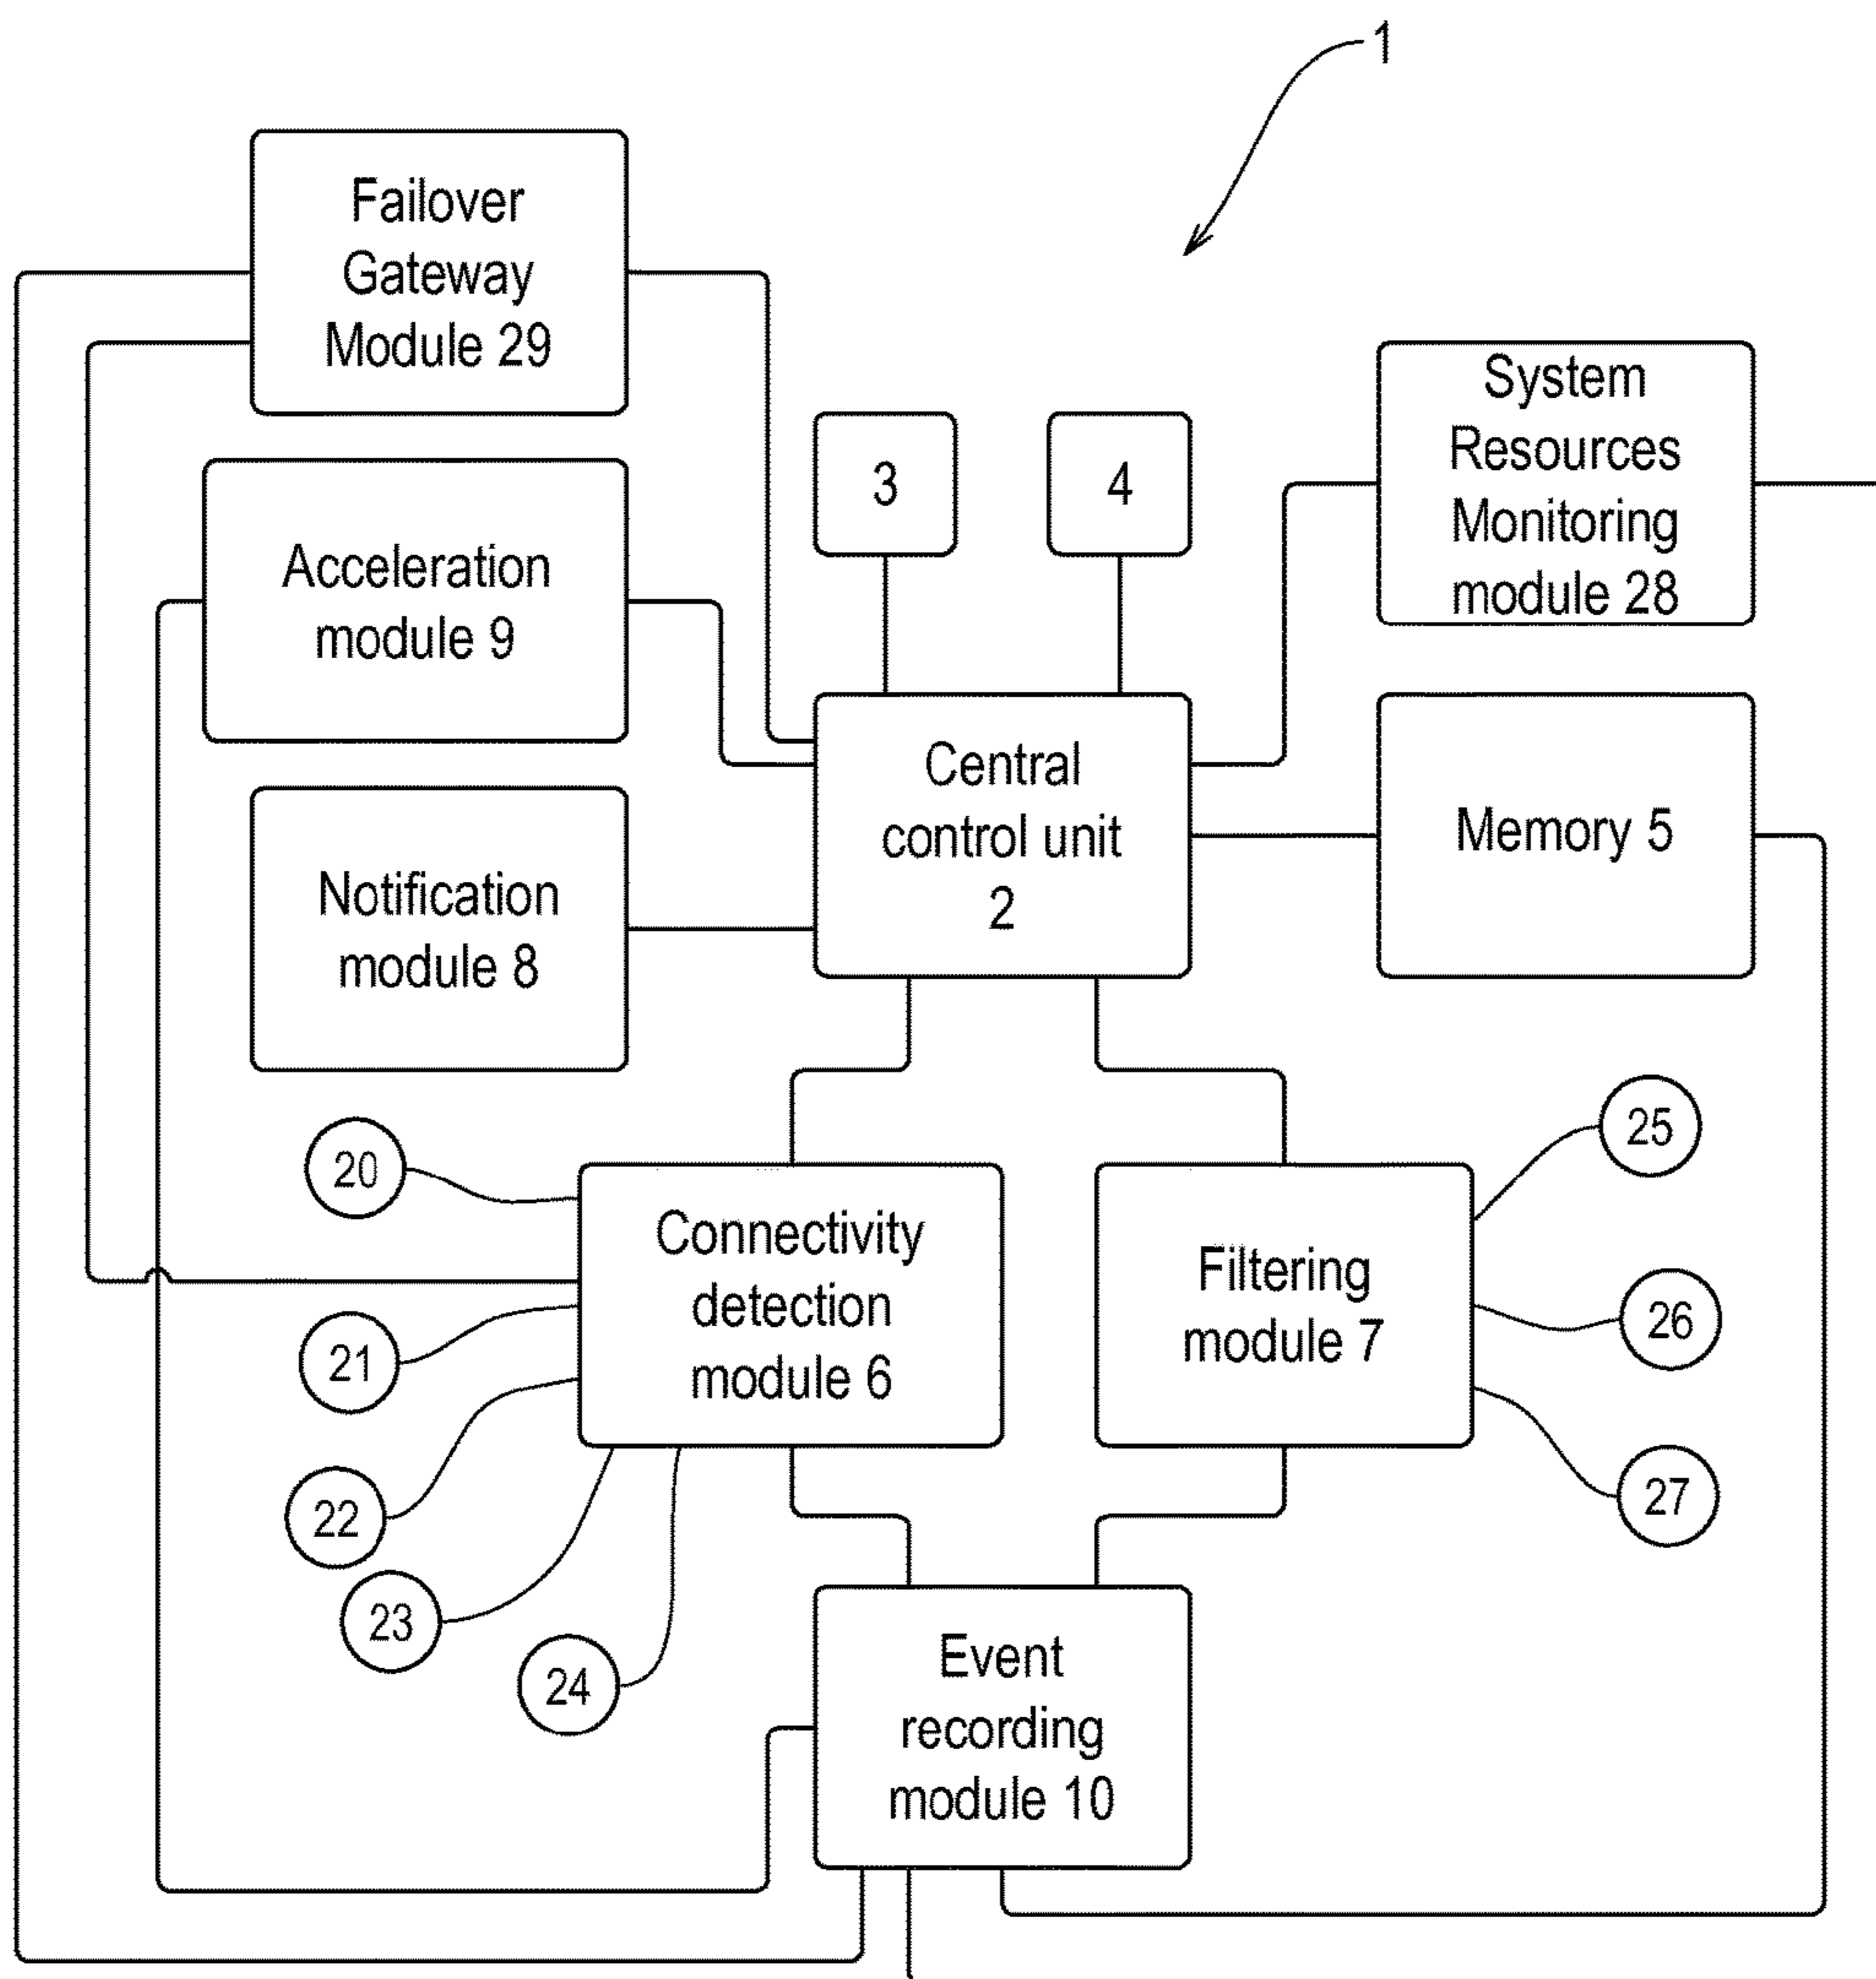 1
Failover
Gateway
Module 29
System
Resources
Monitoring
module 28
3
4
Acceleration
module 9
Central
control unit
2
Memory 5
Notification
module 8
25
20
Connectivity
detection
module 6
Filtering
module 7
26
21
22
27
23
24
Event
recording
module 10